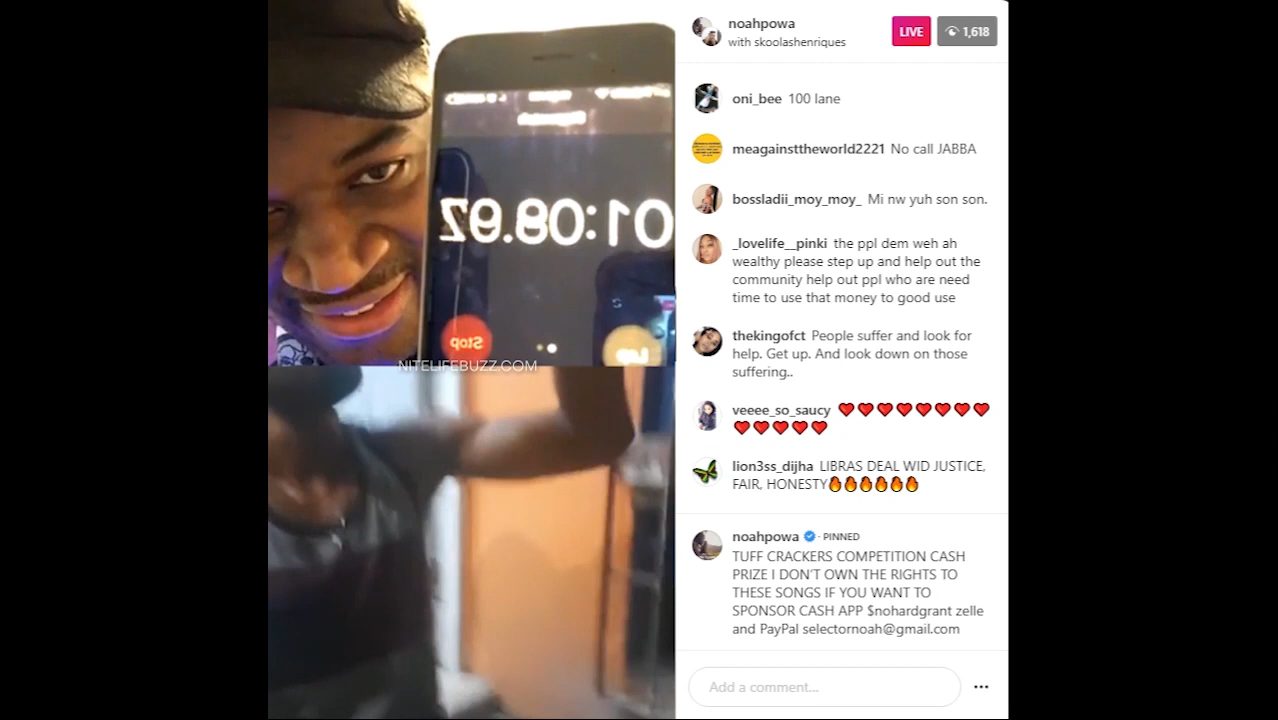 noahpowa
with skoolashenriques
LIVE
1,618
oni_bee 100 lane
meagainsttheworld2221 No call JABBA
bossladii_moy_moy_ Mi nw yuh son son.
_lovelife__pinki the ppl dem weh ah
wealthy please step up and help out the
community help out ppl who are need
time to use that money to good use
thekingofct People suffer and look for
help. Get up. And look down on those
suffering..
veeee_so_saucy ❤️❤️❤️❤️❤️❤️❤️❤️
❤️❤️❤️❤️❤️
lion3ss_dijha LIBRAS DEAL WID JUSTICE,
FAIR, HONESTY🔥🔥🔥🔥🔥🔥
noahpowa · PINNED
TUFF CRACKERS COMPETITION CASH
PRIZE I DON'T OWN THE RIGHTS TO
THESE SONGS IF YOU WANT TO
SPONSOR CASH APP $nohardgrant zelle
and PayPal selectornoah@gmail.com
Add a comment...
01:08.97
Stop
Lap
NITELIFEBUZZ.COM